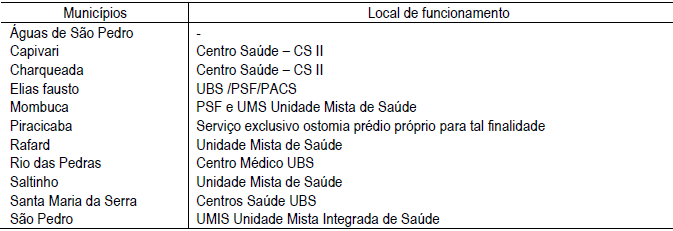 Municípios Local de funcionamento
Águas de São Pedro -
Capivari Centro Saúde – CS II
Charqueada Centro Saúde – CS II
Elias fausto UBS /PSF/PACS
Mombuca PSF e UMS Unidade Mista de Saúde
Piracicaba Serviço exclusivo ostomia prédio próprio para tal finalidade
Rafard Unidade Mista de Saúde
Rio das Pedras Centro Médico UBS
Saltinho Unidade Mista de Saúde
Santa Maria da Serra Centros Saúde UBS
São Pedro UMIS Unidade Mista Integrada de Saúde